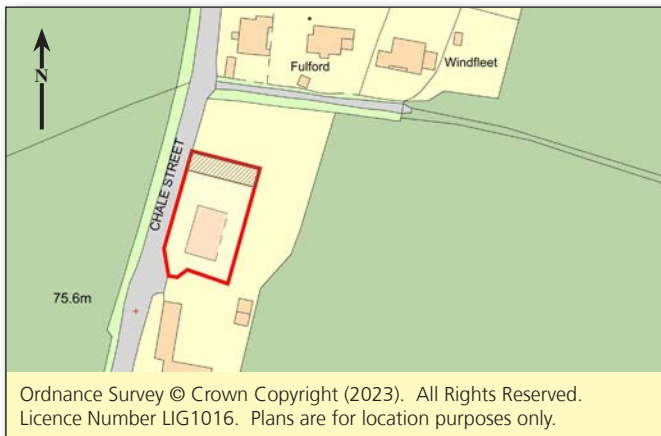 Fulford
Windfleet
N
CHALE STREET
75.6m
Ordnance Survey © Crown Copyright (2023). All Rights Reserved.
Licence Number LIG1016. Plans are for location purposes only.